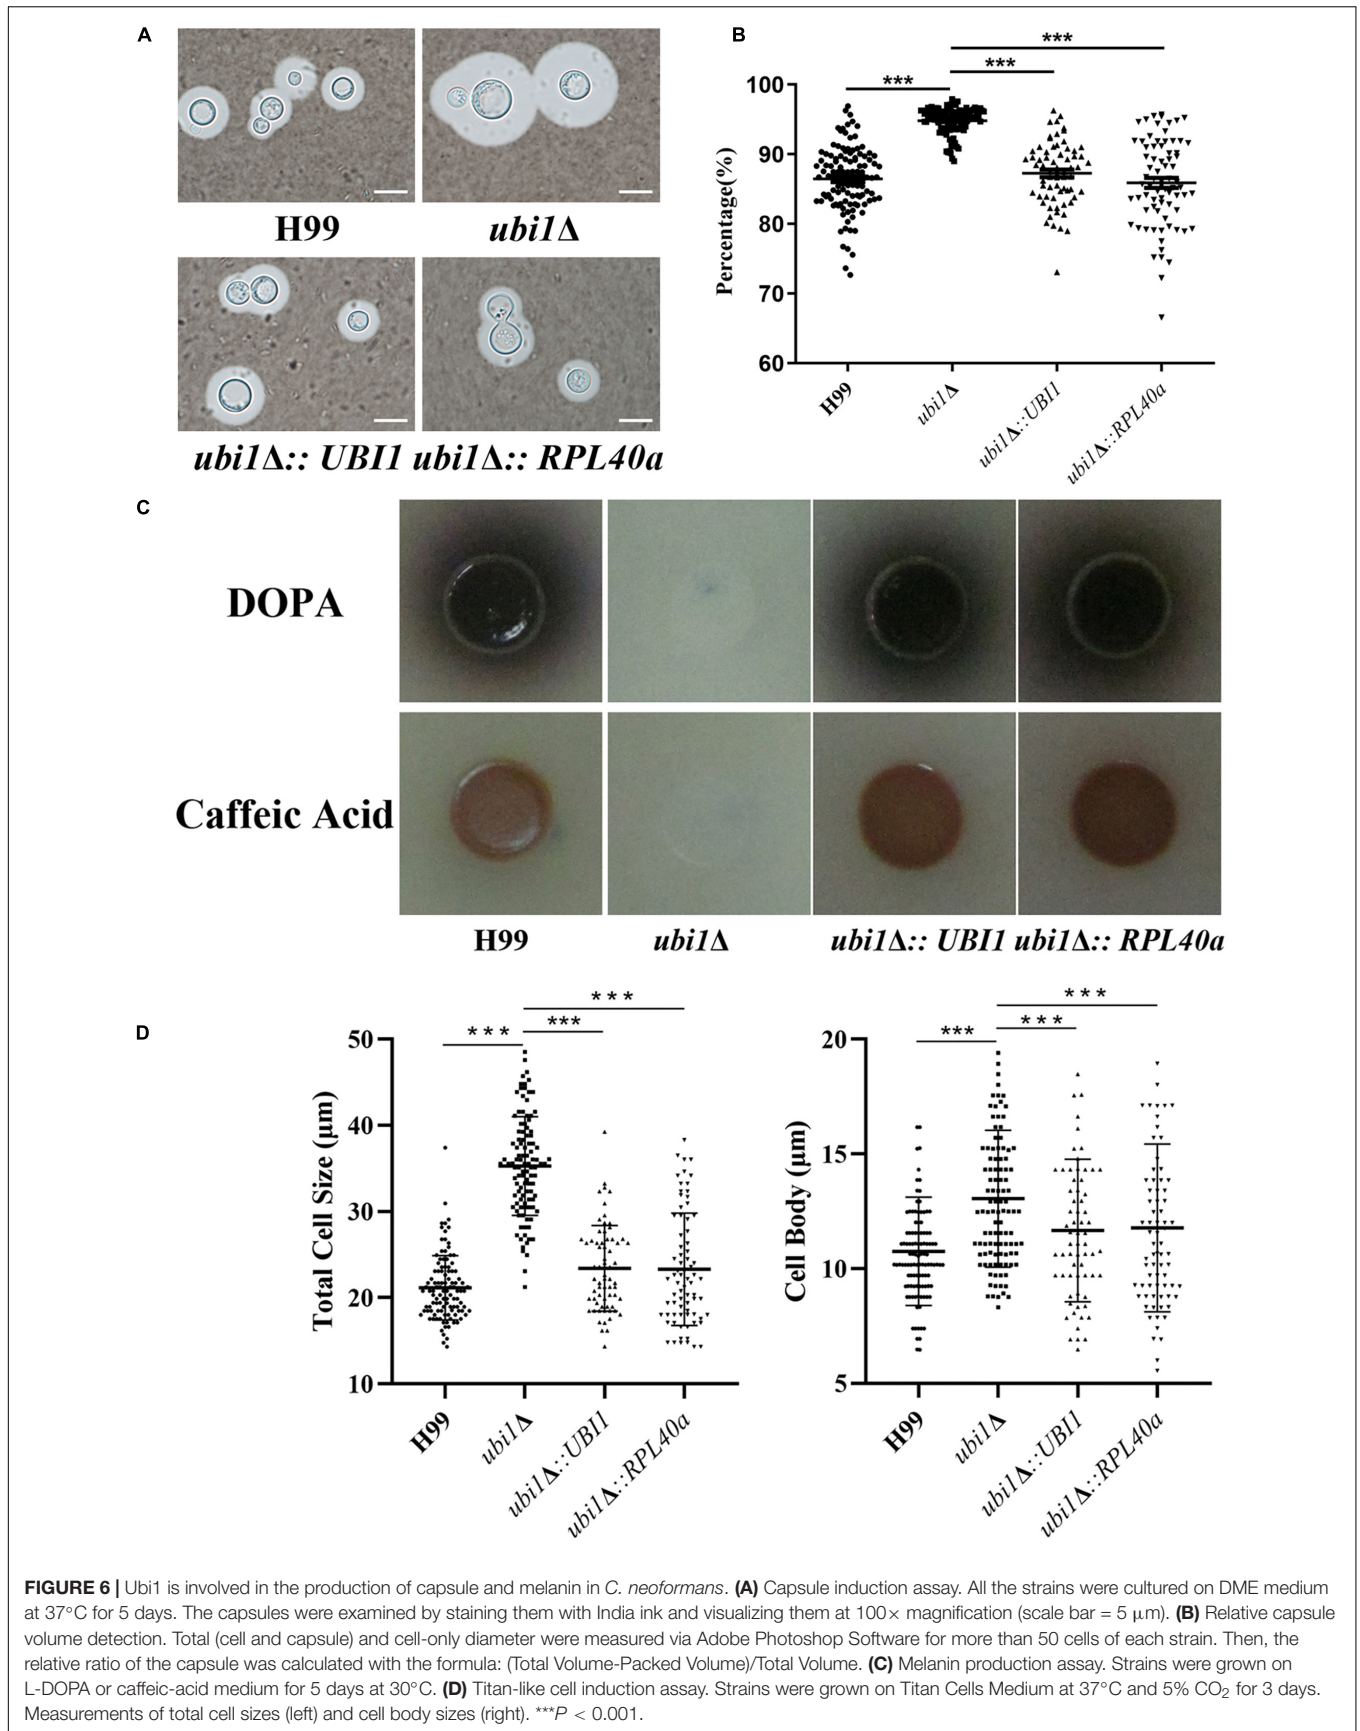 A
H99
ubi1Δ
ubi1Δ:: UBI1 ubi1Δ:: RPL40a
B
***
***
***
100
90
80
70
60
Percentage(%)
H99
ubi1Δ
ubi1Δ::UBI1
ubi1Δ::RPL40a
C
DOPA
Caffeic Acid
H99
ubi1Δ
ubi1Δ:: UBI1 ubi1Δ:: RPL40a
D
* * *
* * *
***
50
40
30
20
10
Total Cell Size (μm)
H99
ubi1Δ
ubi1Δ::UBI1
ubi1Δ::RPL40a
* * *
***
* * *
20
15
10
5
Cell Body (μm)
H99
ubi1Δ
ubi1Δ::UBI1
ubi1Δ::RPL40a
FIGURE 6 | Ubi1 is involved in the production of capsule and melanin in C. neoformans. (A) Capsule induction assay. All the strains were cultured on DME medium
at 37°C for 5 days. The capsules were examined by staining them with India ink and visualizing them at 100× magnification (scale bar = 5 μm). (B) Relative capsule
volume detection. Total (cell and capsule) and cell-only diameter were measured via Adobe Photoshop Software for more than 50 cells of each strain. Then, the
relative ratio of the capsule was calculated with the formula: (Total Volume-Packed Volume)/Total Volume. (C) Melanin production assay. Strains were grown on
L-DOPA or caffeic-acid medium for 5 days at 30°C. (D) Titan-like cell induction assay. Strains were grown on Titan Cells Medium at 37°C and 5% CO₂ for 3 days.
Measurements of total cell sizes (left) and cell body sizes (right). ***P < 0.001.